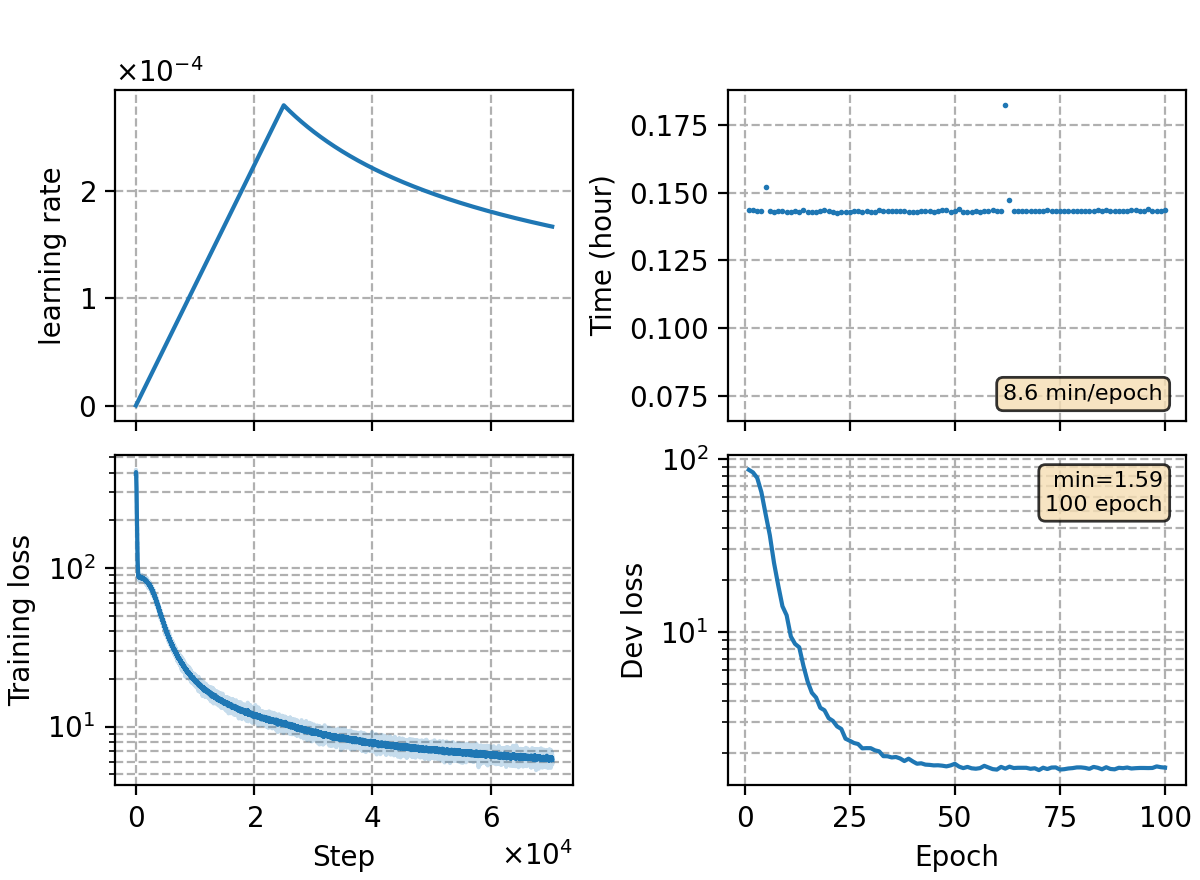 ×10⁻⁴
learning rate
2
1
0
Time (hour)
0.175
0.150
0.125
0.100
0.075
8.6 min/epoch
Training loss
10²
10¹
0 2 4 6
Step ×10⁴
Dev loss
10²
10¹
min=1.59
100 epoch
0 25 50 75 100
Epoch